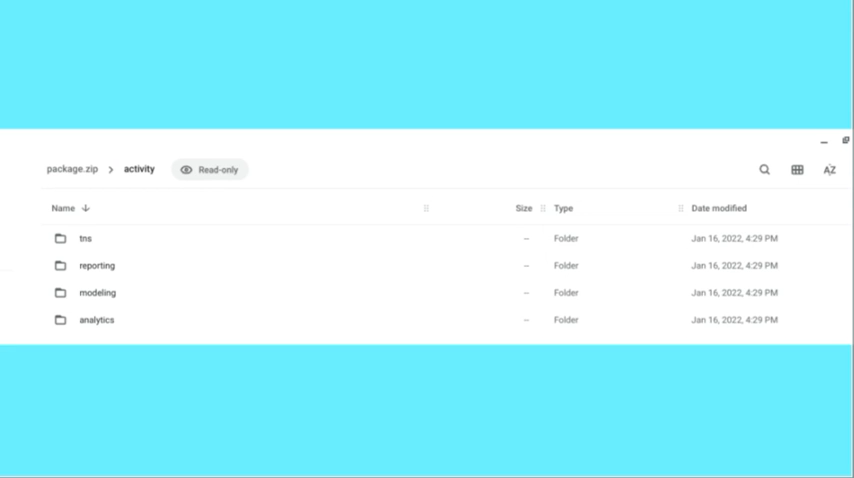 package.zip > activity Read-only AZ
Name ↓ Size Type Date modified
tns -- Folder Jan 16, 2022, 4:29 PM
reporting -- Folder Jan 16, 2022, 4:29 PM
modeling -- Folder Jan 16, 2022, 4:29 PM
analytics -- Folder Jan 16, 2022, 4:29 PM